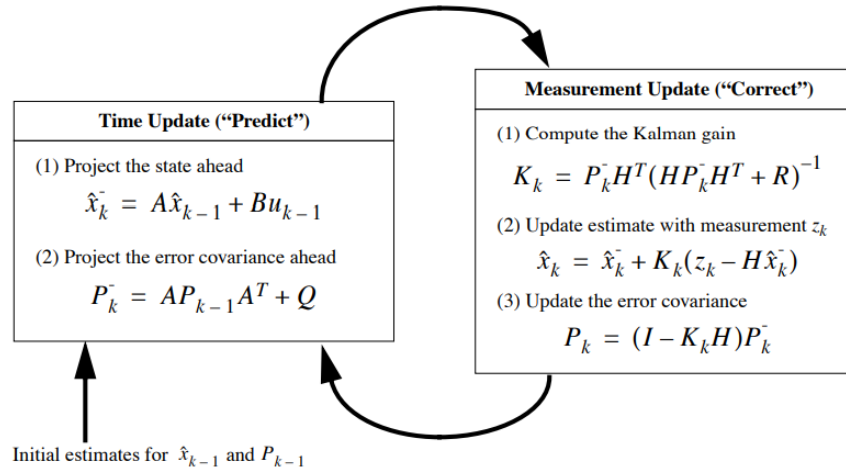 Time Update (“Predict”)
(1) Project the state ahead
x̂ₖ⁻ = Ax̂ₖ₋₁ + Buₖ₋₁
(2) Project the error covariance ahead
Pₖ⁻ = APₖ₋₁Aᵀ + Q
Measurement Update (“Correct”)
(1) Compute the Kalman gain
Kₖ = Pₖ⁻Hᵀ(HPₖ⁻Hᵀ + R)⁻¹
(2) Update estimate with measurement zₖ
x̂ₖ = x̂ₖ⁻ + Kₖ(zₖ – Hx̂ₖ⁻)
(3) Update the error covariance
Pₖ = (I – KₖH)Pₖ⁻
Initial estimates for x̂ₖ₋₁ and Pₖ₋₁